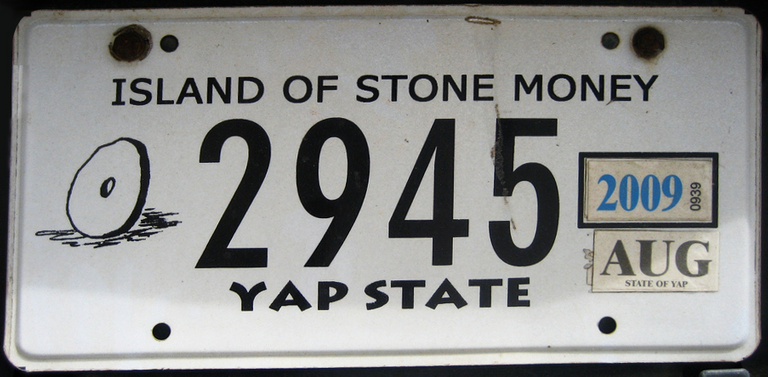 ISLAND OF STONE MONEY
2945
2009 0939
AUG
STATE OF YAP
YAP STATE